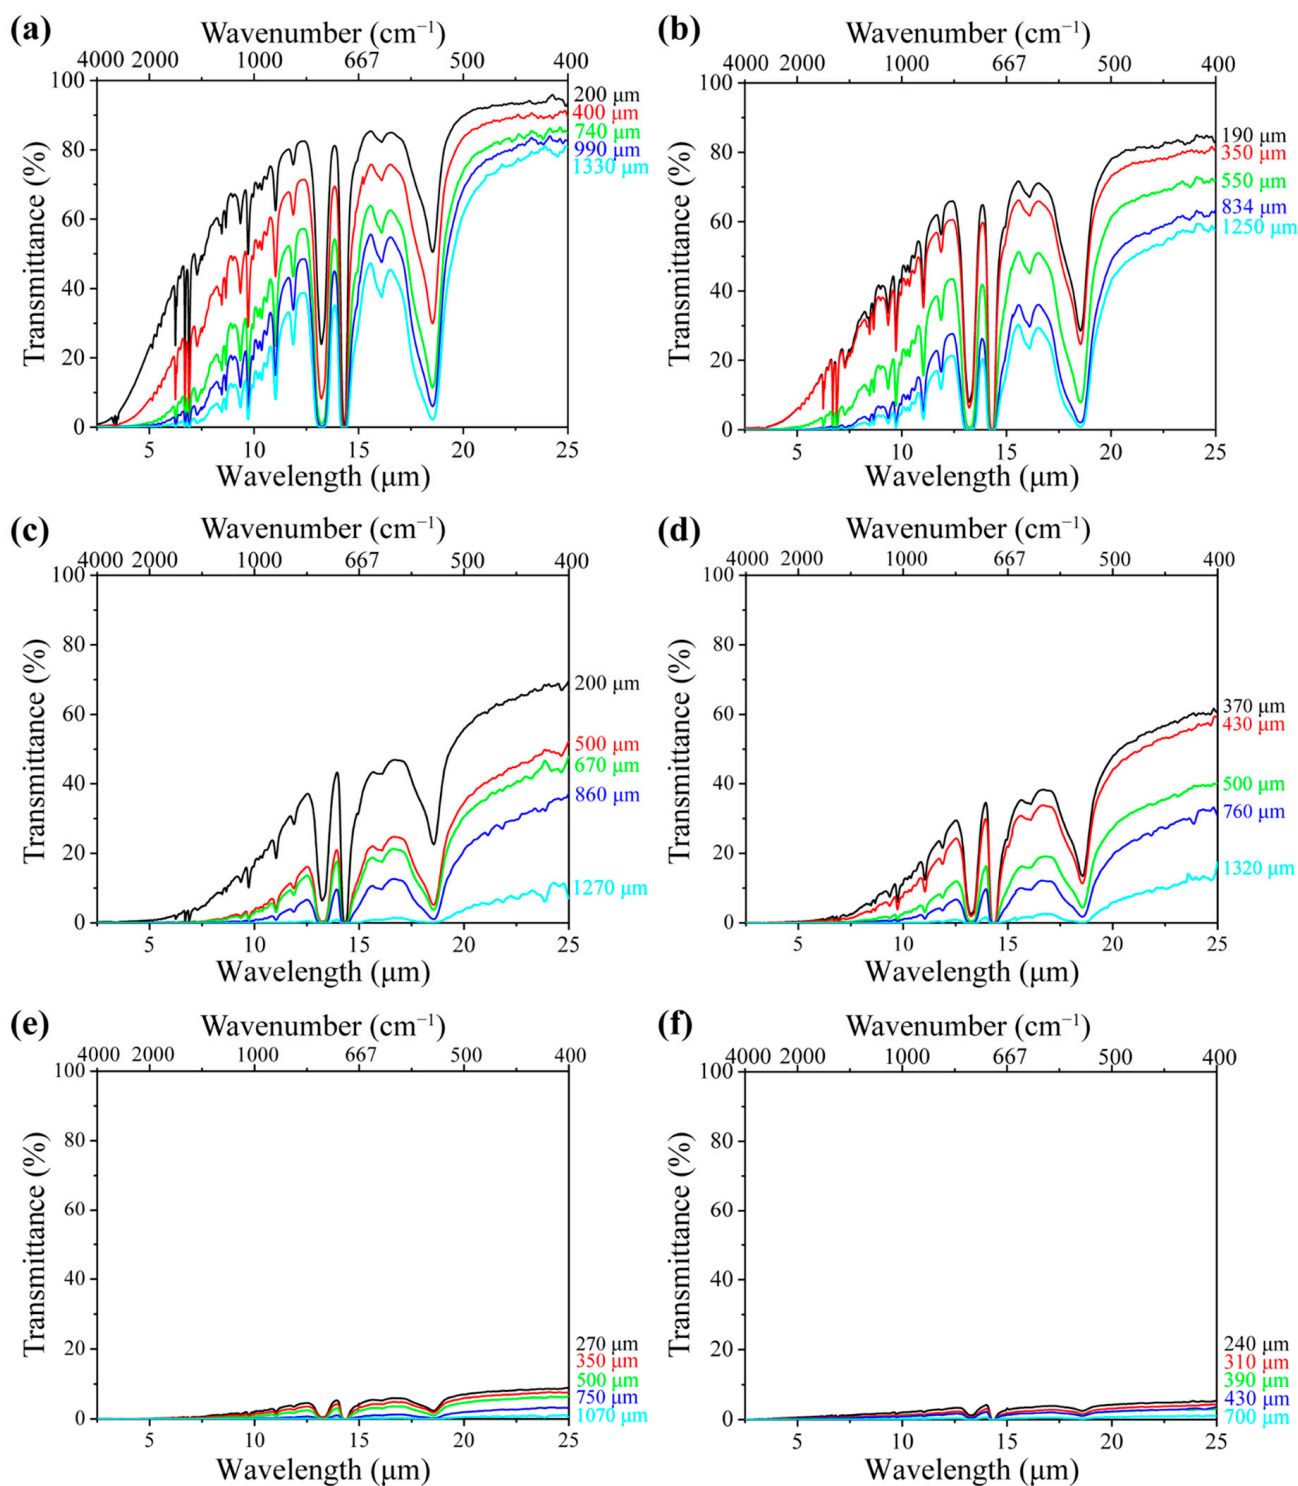 (a)
Wavenumber (cm⁻¹)
4000 2000 1000 667 500 400
100
80
60
40
20
0
Transmittance (%)
200 μm
400 μm
740 μm
990 μm
1330 μm
5 10 15 20 25
Wavelength (μm)
(b)
Wavenumber (cm⁻¹)
4000 2000 1000 667 500 400
100
80
60
40
20
0
Transmittance (%)
190 μm
350 μm
550 μm
834 μm
1250 μm
5 10 15 20 25
Wavelength (μm)
(c)
Wavenumber (cm⁻¹)
4000 2000 1000 667 500 400
100
80
60
40
20
0
Transmittance (%)
200 μm
500 μm
670 μm
860 μm
1270 μm
5 10 15 20 25
Wavelength (μm)
(d)
Wavenumber (cm⁻¹)
4000 2000 1000 667 500 400
100
80
60
40
20
0
Transmittance (%)
370 μm
430 μm
500 μm
760 μm
1320 μm
5 10 15 20 25
Wavelength (μm)
(e)
Wavenumber (cm⁻¹)
4000 2000 1000 667 500 400
100
80
60
40
20
0
Transmittance (%)
270 μm
350 μm
500 μm
750 μm
1070 μm
5 10 15 20 25
Wavelength (μm)
(f)
Wavenumber (cm⁻¹)
4000 2000 1000 667 500 400
100
80
60
40
20
0
Transmittance (%)
240 μm
310 μm
390 μm
430 μm
700 μm
5 10 15 20 25
Wavelength (μm)